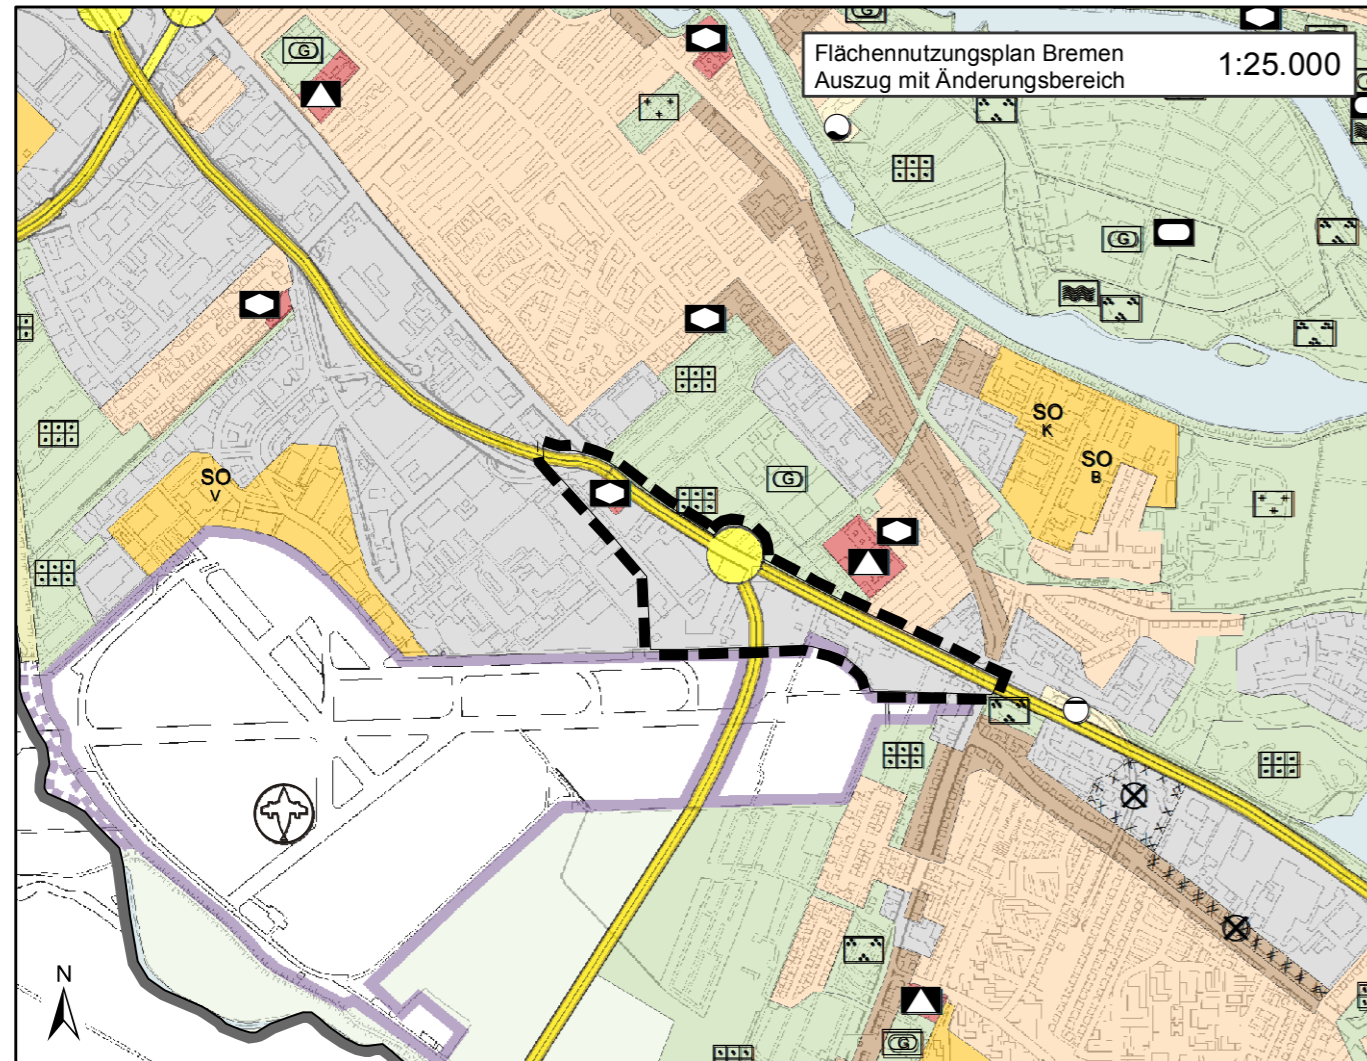 G
Flächennutzungsplan Bremen
Auszug mit Änderungsbereich
1:25.000
G
G
SO
K
SO
B
SO
V
G
N
G